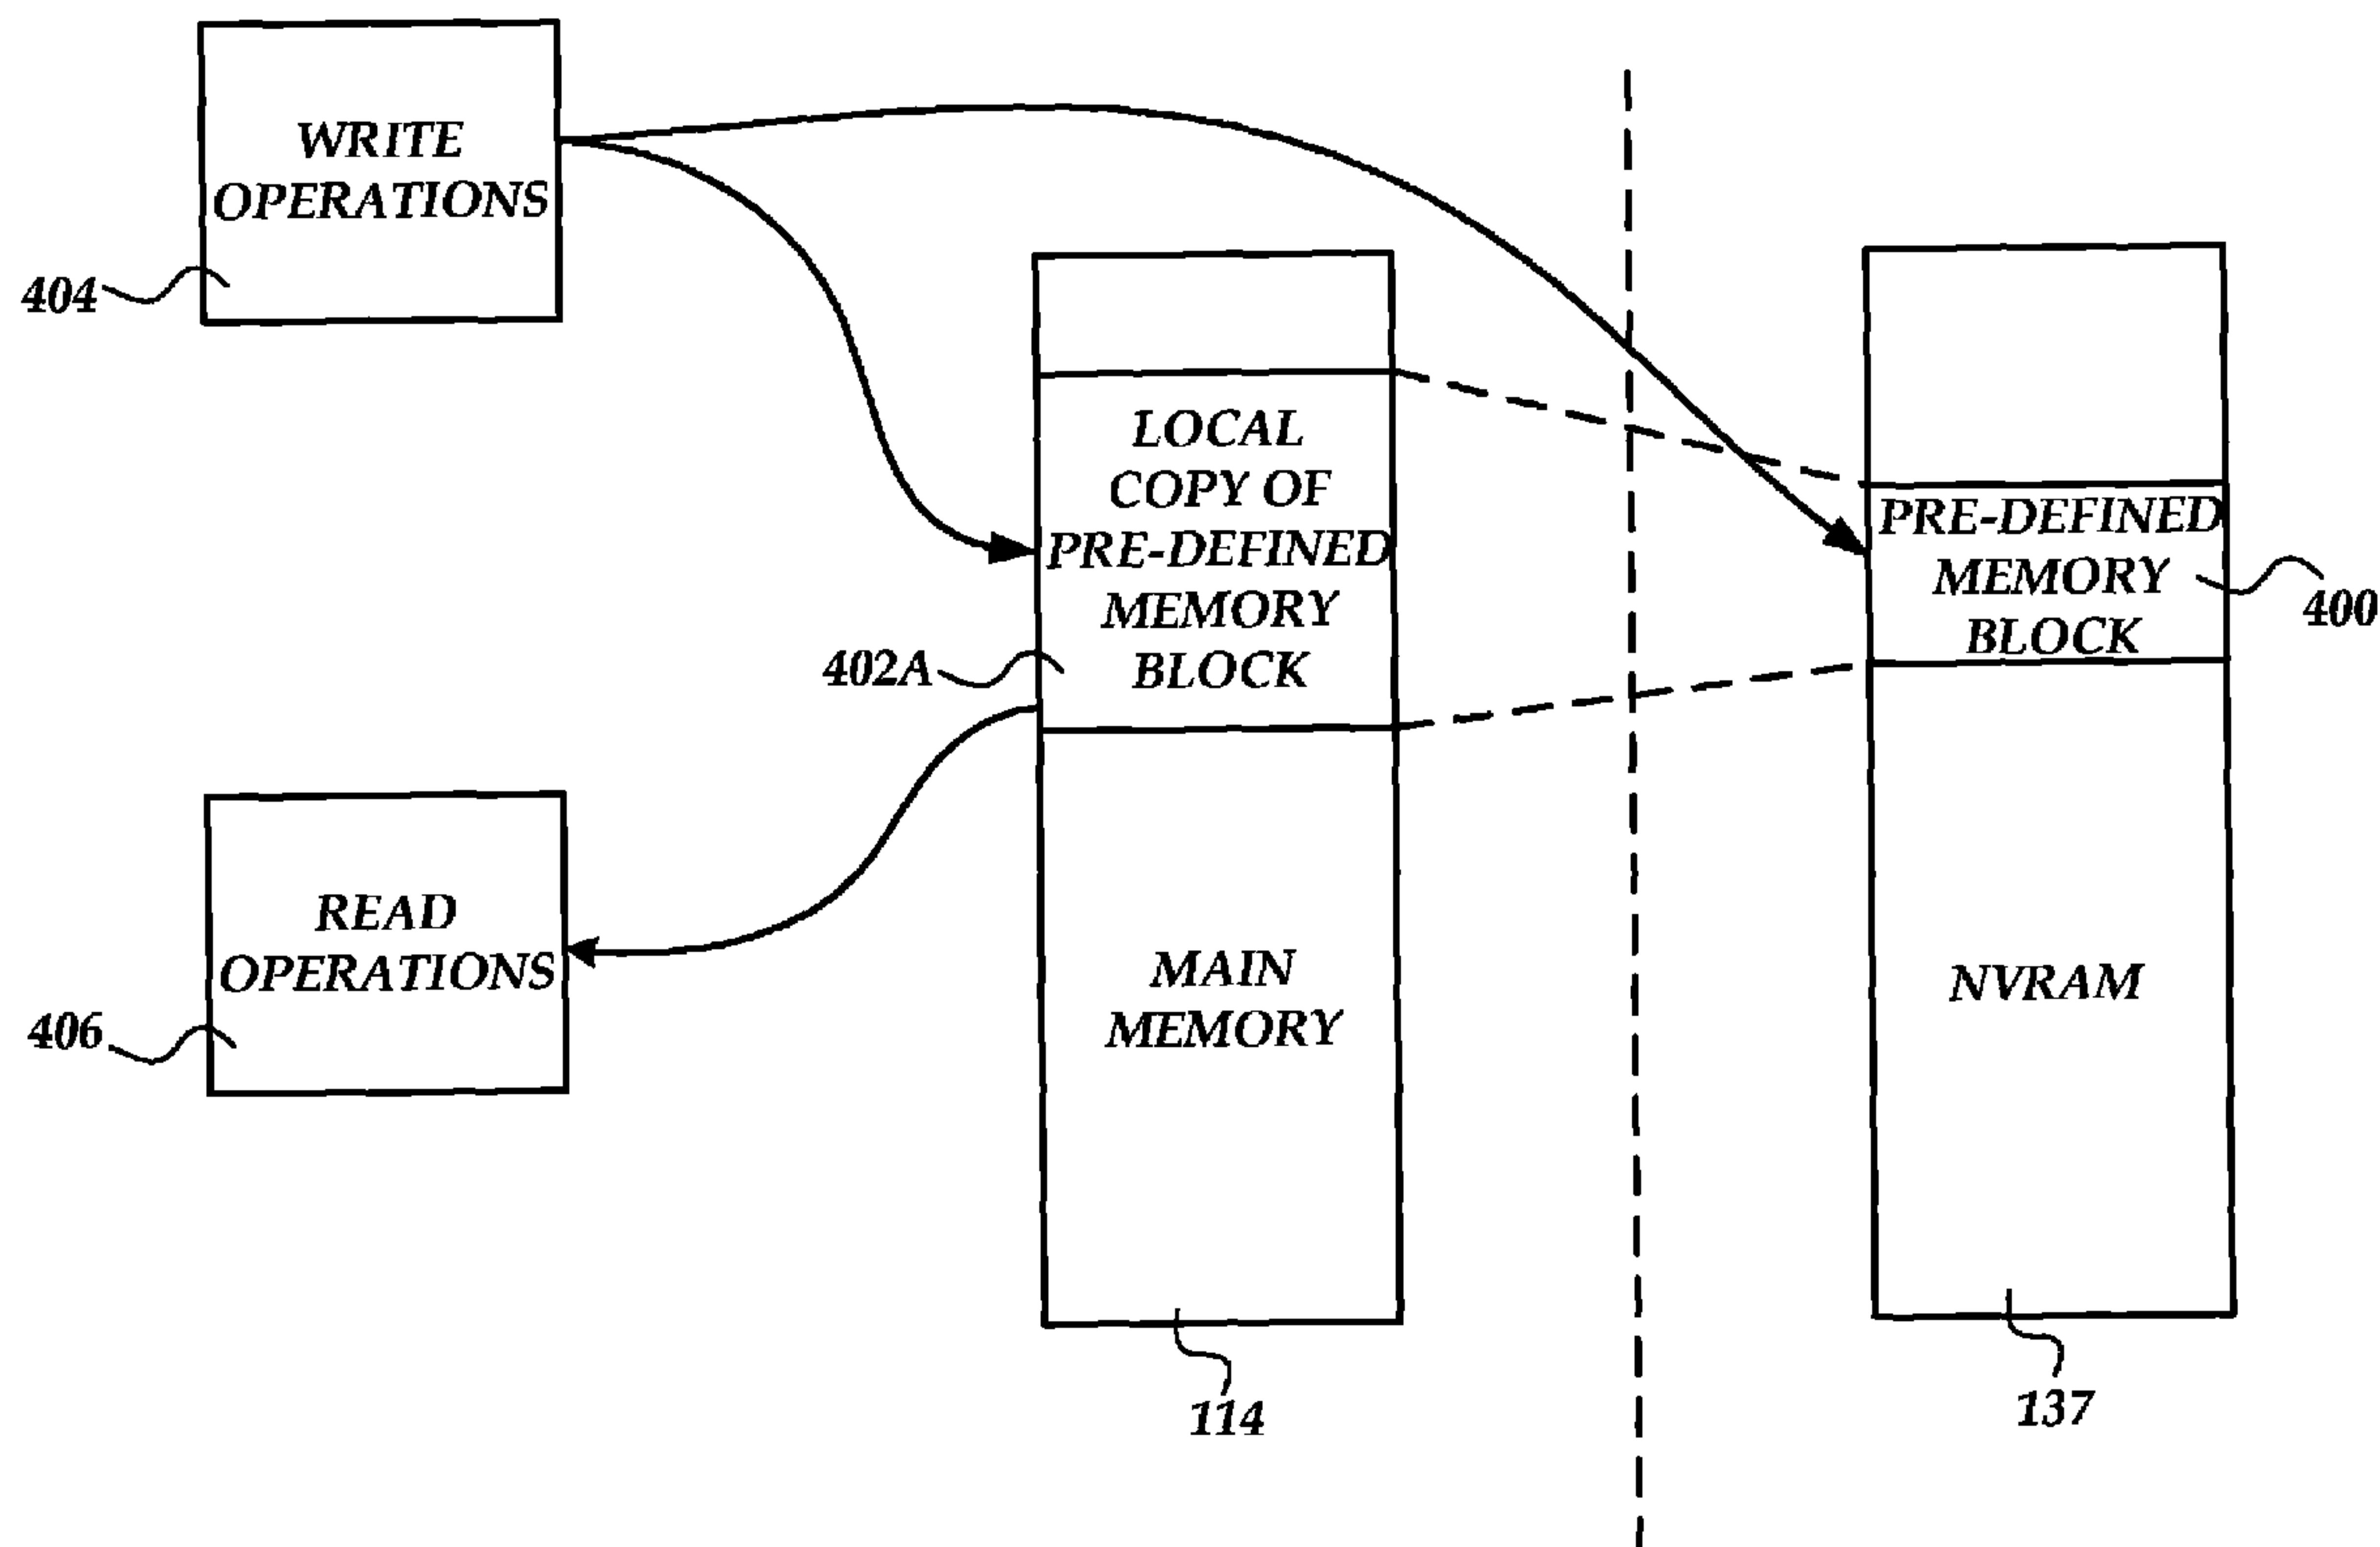 WRITE
OPERATIONS
404
LOCAL
COPY OF
PRE-DEFINED
MEMORY
BLOCK
402A
PRE-DEFINED
MEMORY
BLOCK
400
READ
OPERATIONS
406
MAIN
MEMORY
NVRAM
114
137